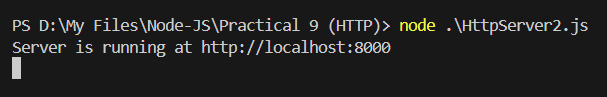 PS D:\My Files\Node-JS\Practical 9 (HTTP)> node .\HttpServer2.js
Server is running at http://localhost:8000